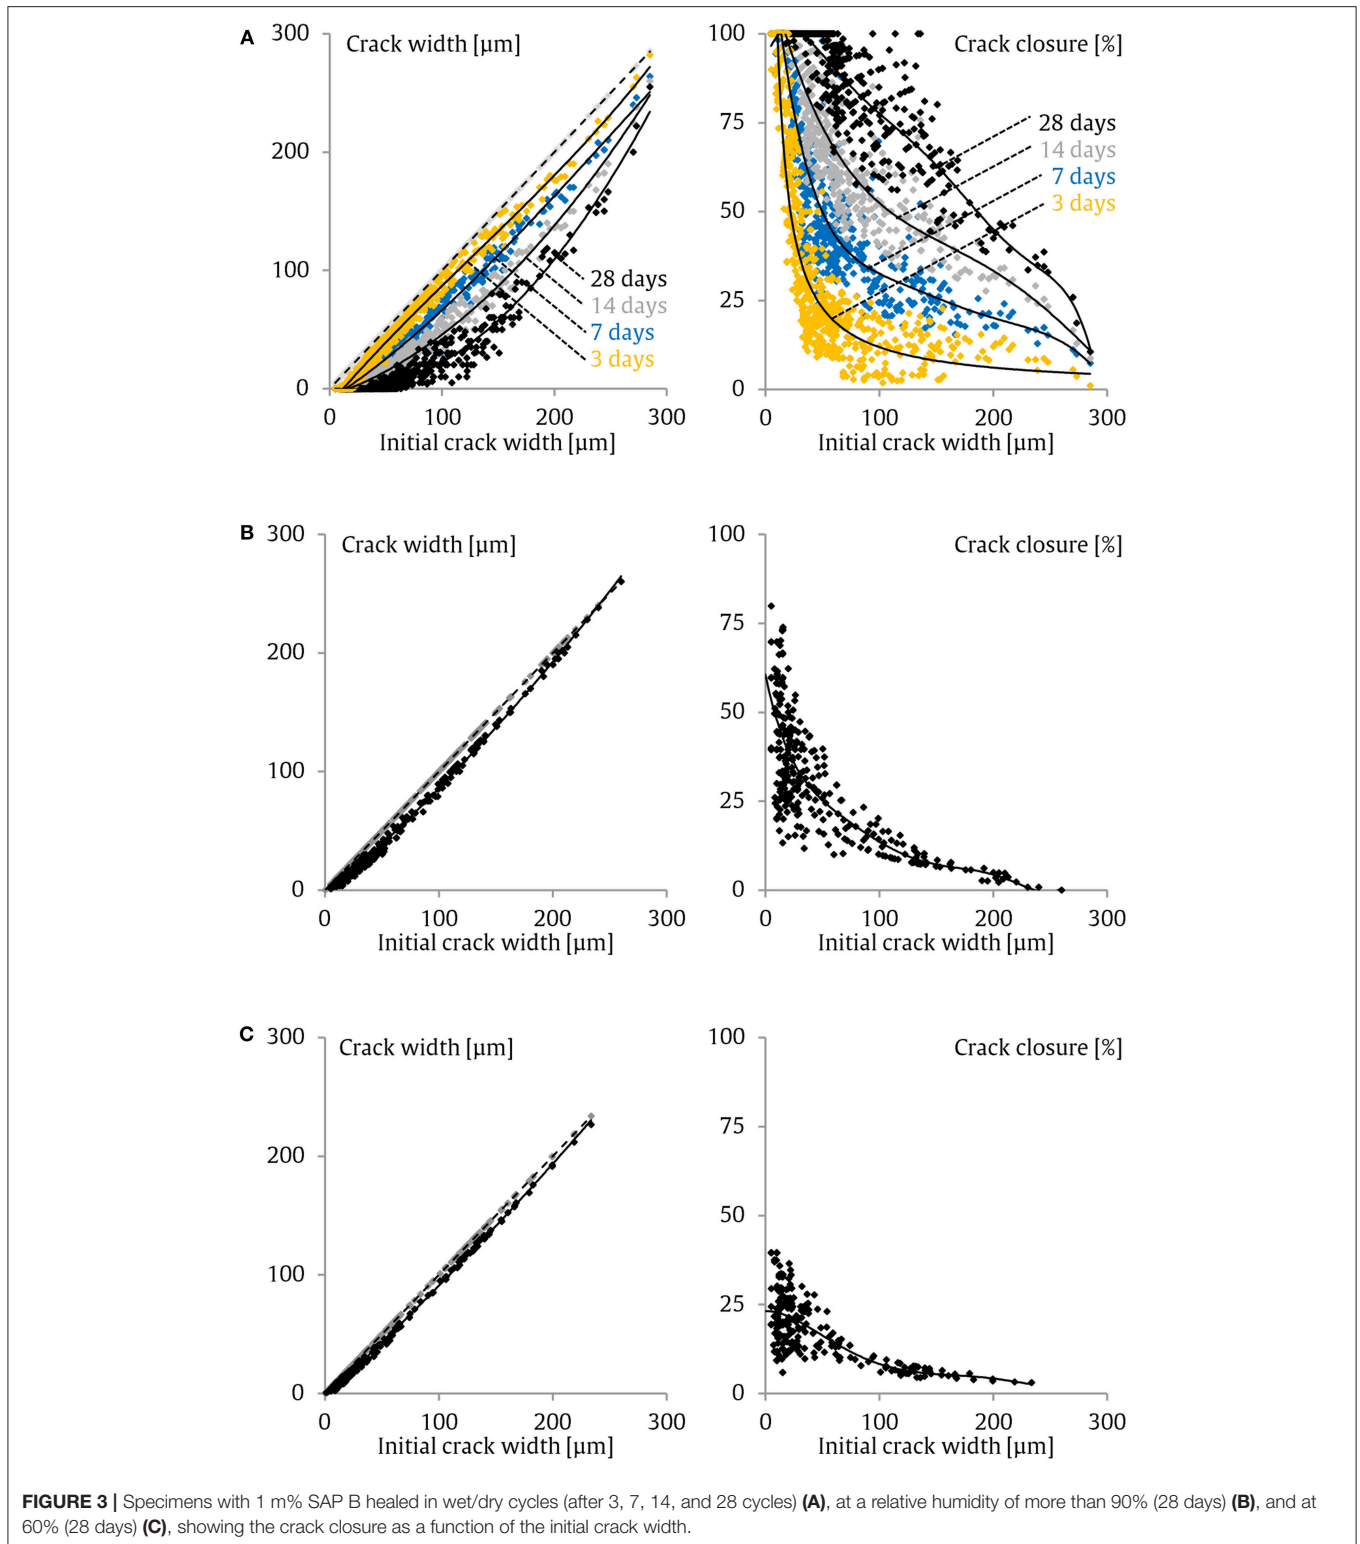 A
300
Crack width [µm]
200
100
0
28 days
14 days
7 days
3 days
0
100
200
300
Initial crack width [µm]
100
Crack closure [%]
75
50
25
0
28 days
14 days
7 days
3 days
0
100
200
300
Initial crack width [µm]
B
300
Crack width [µm]
200
100
0
0
100
200
300
Initial crack width [µm]
100
Crack closure [%]
75
50
25
0
0
100
200
300
Initial crack width [µm]
C
300
Crack width [µm]
200
100
0
0
100
200
300
Initial crack width [µm]
100
Crack closure [%]
75
50
25
0
0
100
200
300
Initial crack width [µm]
FIGURE 3 | Specimens with 1 m% SAP B healed in wet/dry cycles (after 3, 7, 14, and 28 cycles) (A), at a relative humidity of more than 90% (28 days) (B), and at
60% (28 days) (C), showing the crack closure as a function of the initial crack width.